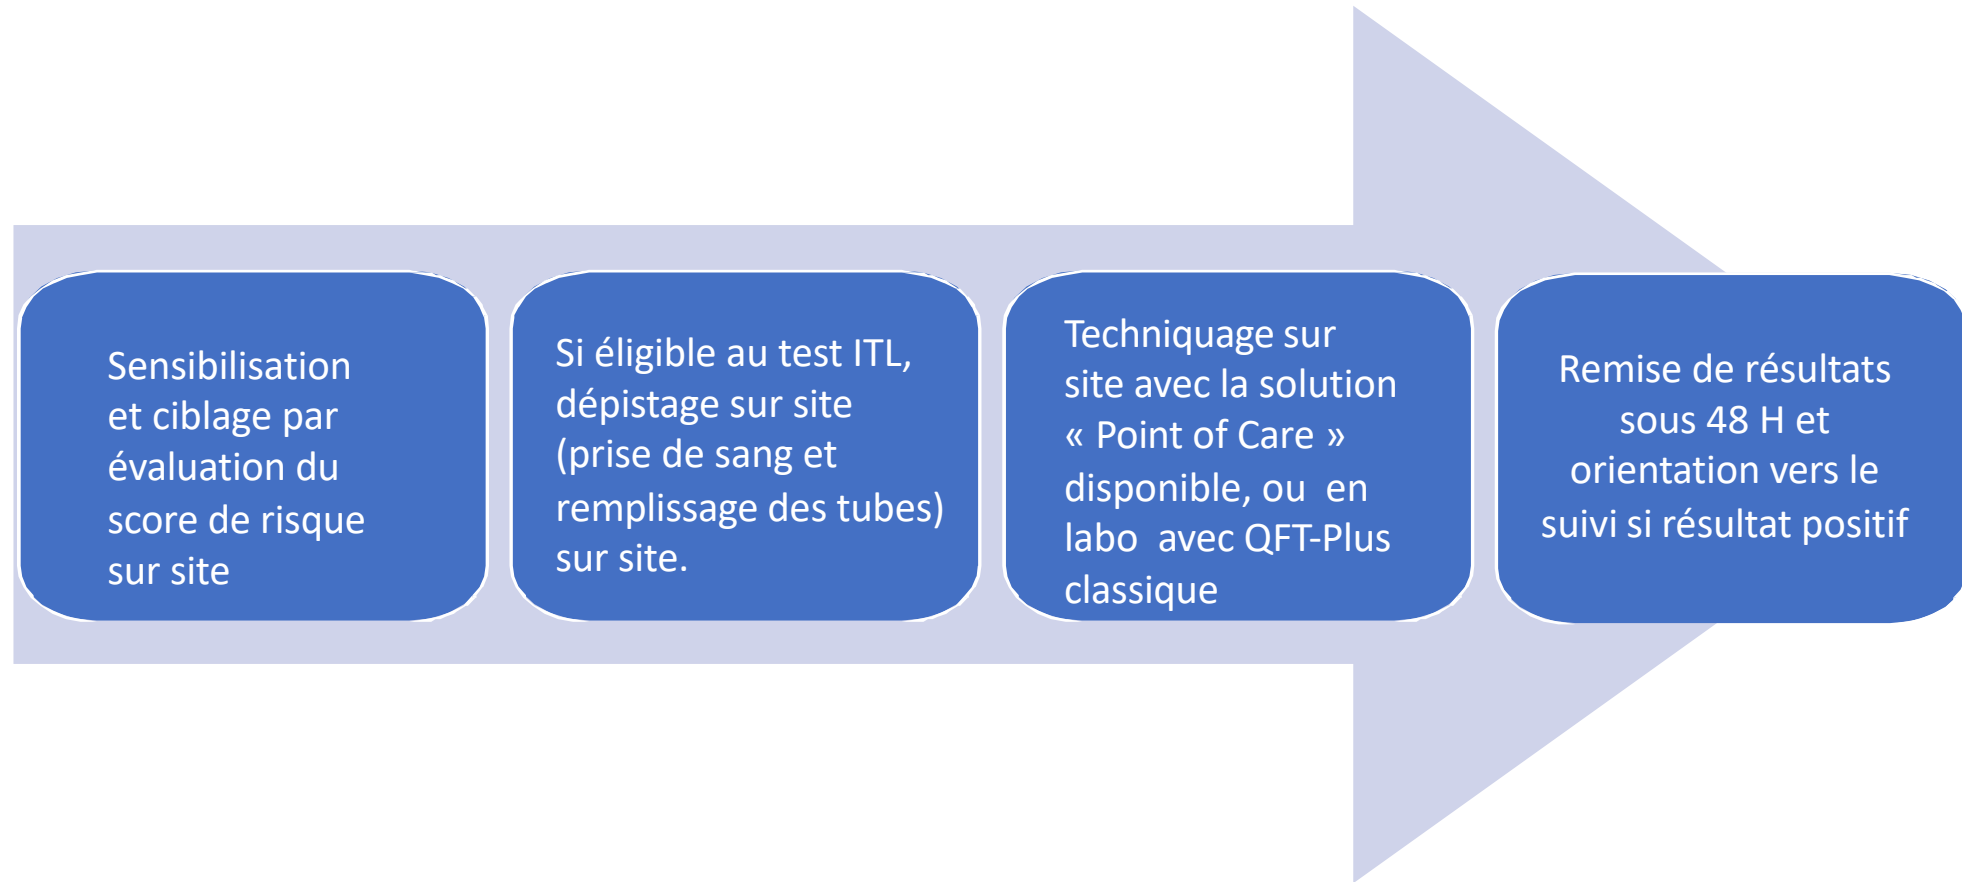 Sensibilisation
et ciblage par
évaluation du
score de risque
sur site
Si éligible au test ITL,
dépistage sur site
(prise de sang et
remplissage des tubes)
sur site.
Techniquage sur
site avec la solution
« Point of Care »
disponible, ou en
labo avec QFT-Plus
classique
Remise de résultats
sous 48 H et
orientation vers le
suivi si résultat positif